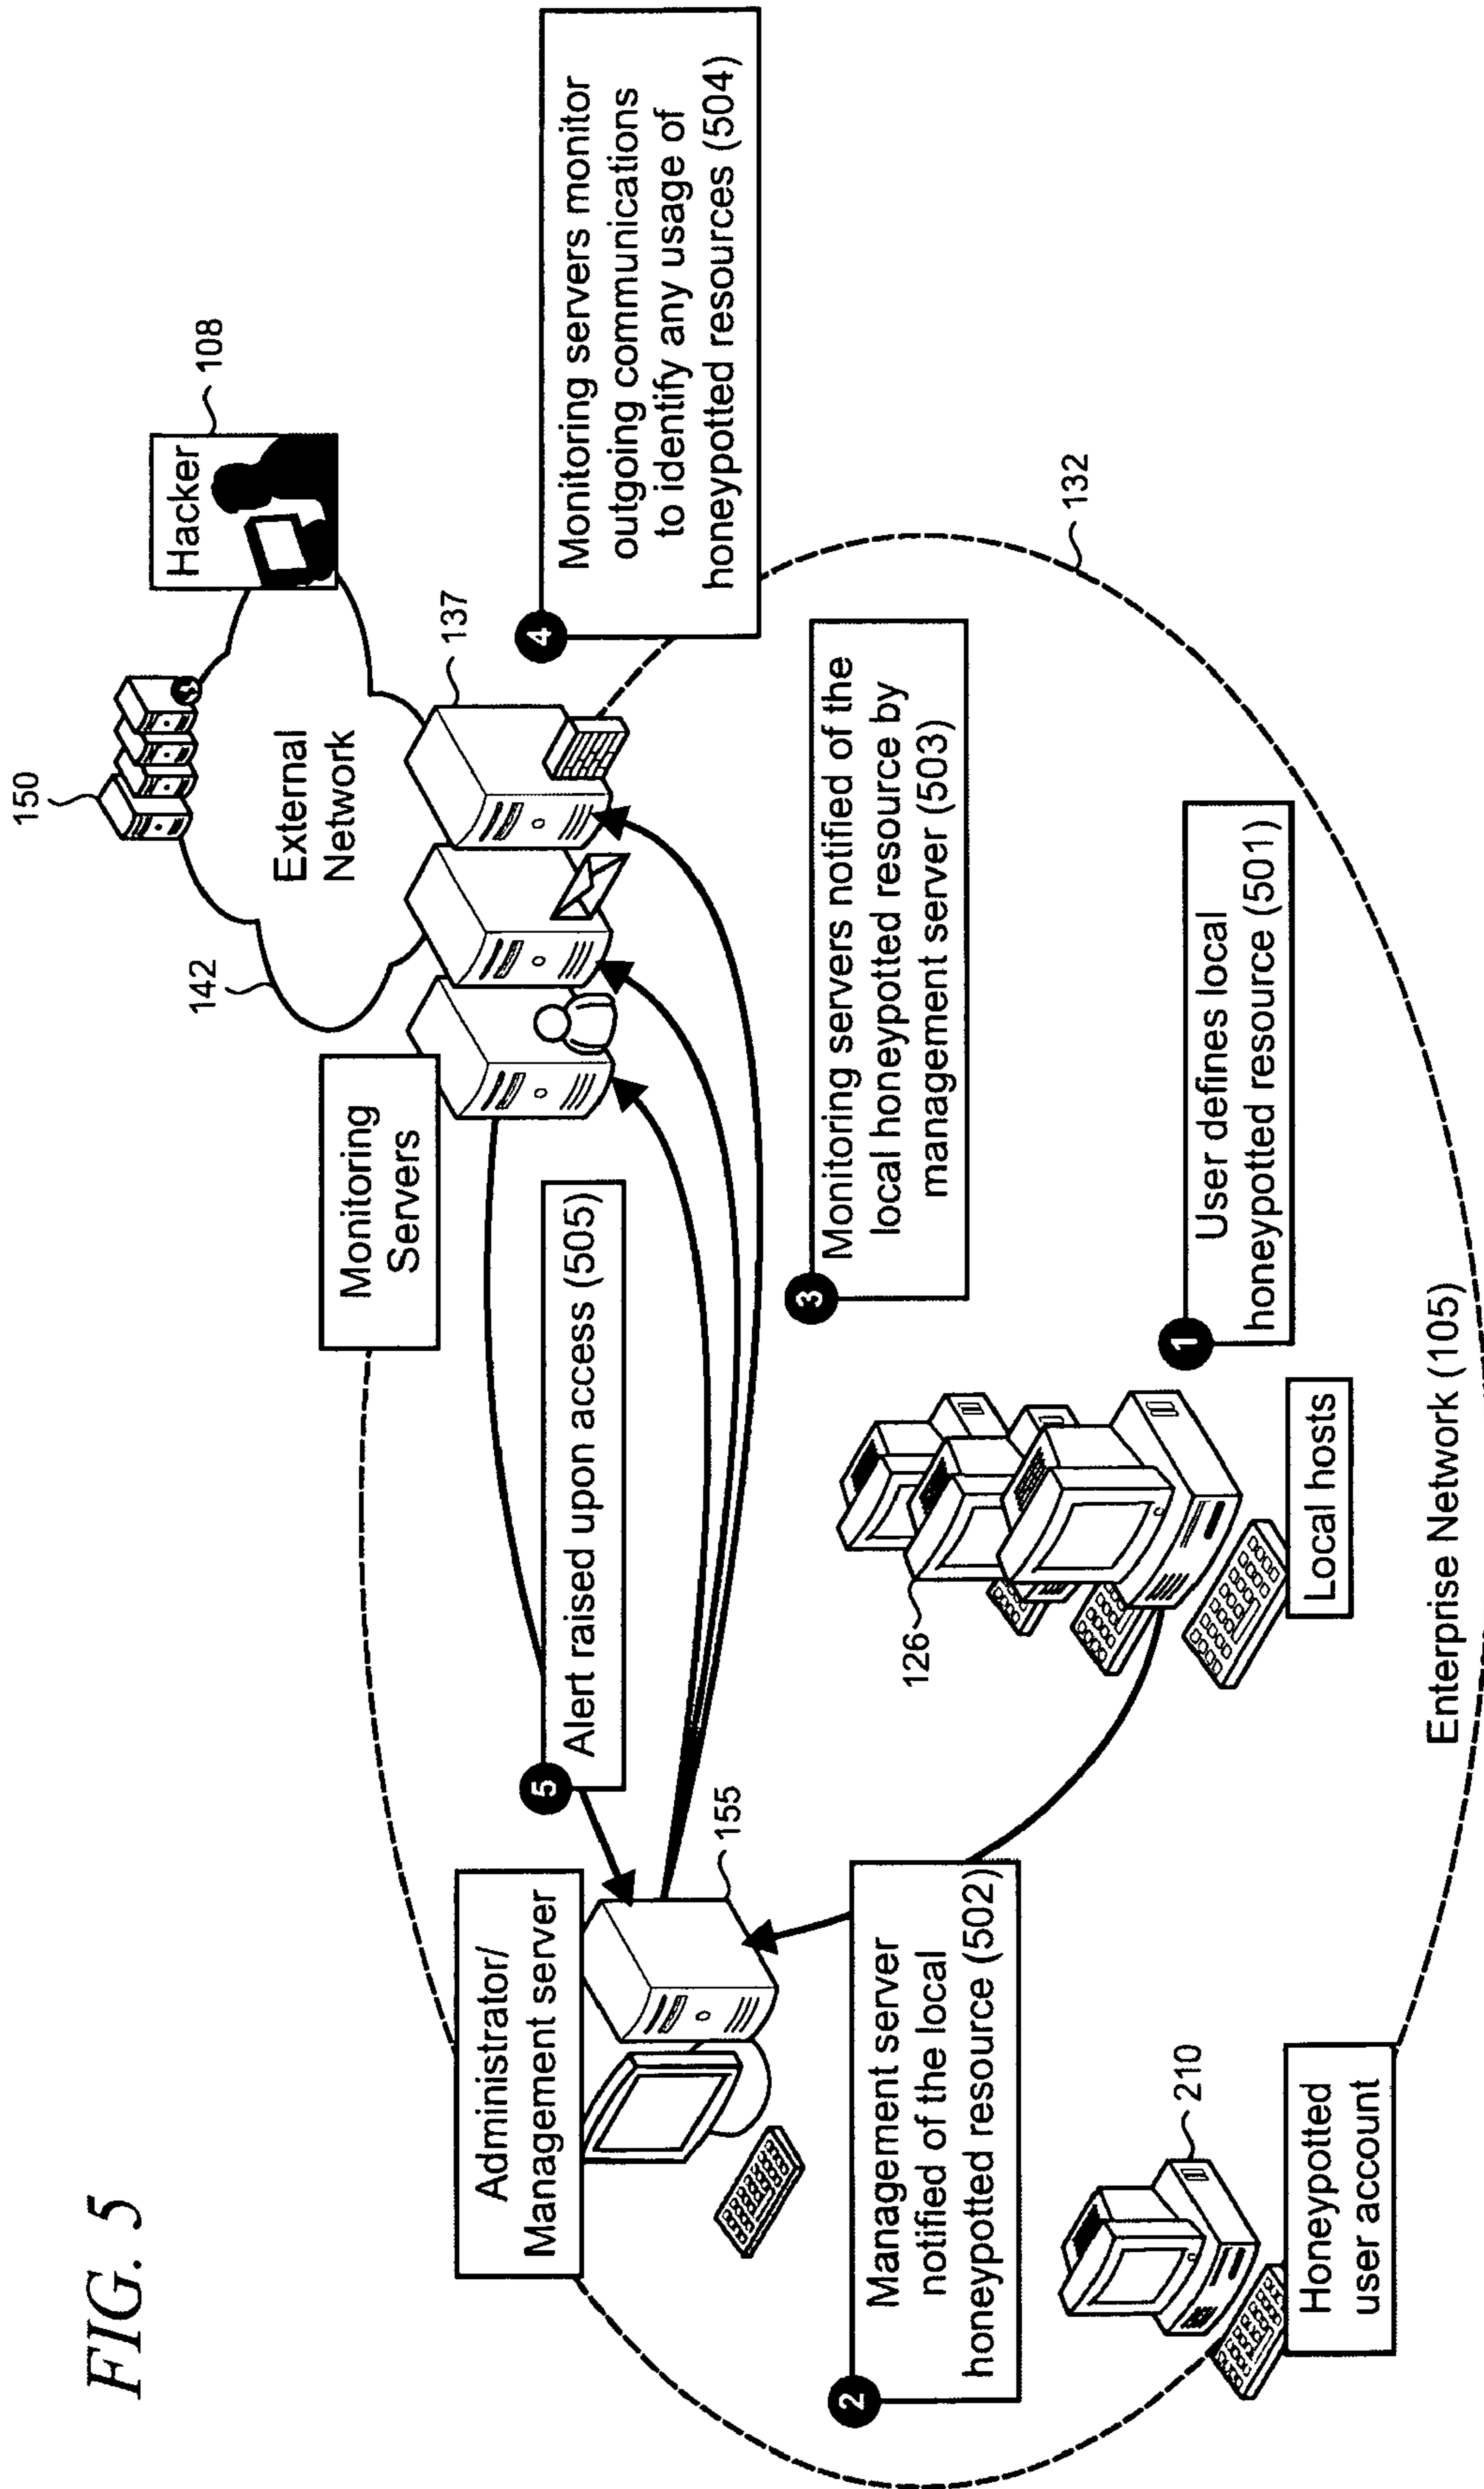 FIG. 5
150
142
External
Network
Hacker
108
137
Monitoring
Servers
Administrator/
Management server
155
5
Alert raised upon access (505)
4
Monitoring servers monitor
outgoing communications
to identify any usage of
honeypotted resources (504)
3
Monitoring servers notified of the
local honeypotted resource by
management server (503)
132
2
Management server
notified of the local
honeypotted resource (502)
126
1
User defines local
honeypotted resource (501)
Local hosts
210
Honeypotted
user account
Enterprise Network (105)